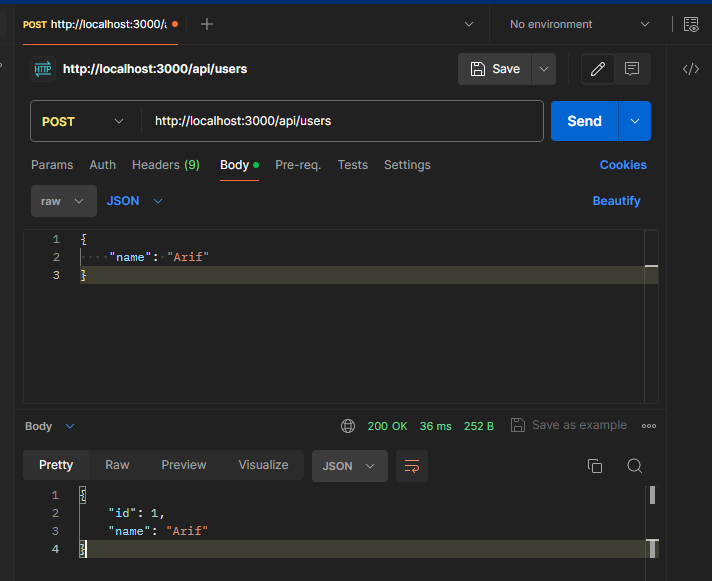 POST http://localhost:3000/a
No environment
HTTP http://localhost:3000/api/users
Save
POST http://localhost:3000/api/users Send
Params Auth Headers (9) Body Pre-req. Tests Settings Cookies
raw JSON Beautify
1 {
2 "name": "Arif"
3 }
Body 200 OK 36 ms 252 B Save as example
Pretty Raw Preview Visualize JSON
1 {
2 "id": 1,
3 "name": "Arif"
4 }